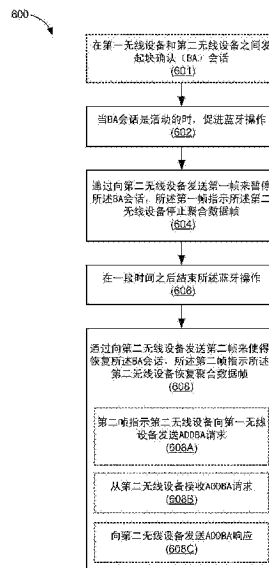 600
在第一无线设备和第二无线设备之间发
起块确认（BA）会话
(601)
当BA会话是活动的时，促进蓝牙操作
(602)
通过向第二无线设备发送第一帧来暂停
所述BA会话，所述第一帧指示所述第二
无线设备停止聚合数据帧
(604)
在一段时间之后结束所述蓝牙操作
(606)
通过向第二无线设备发送第二帧来使得
恢复所述BA会话，所述第二帧指示所述
第二无线设备恢复聚合数据帧
(608)
第二帧指示第二无线设备向第一无线
设备发送ADDBA请求
(608A)
从第二无线设备接收ADDBA请求
(608B)
向第二无线设备发送ADDBA响应
(608C)